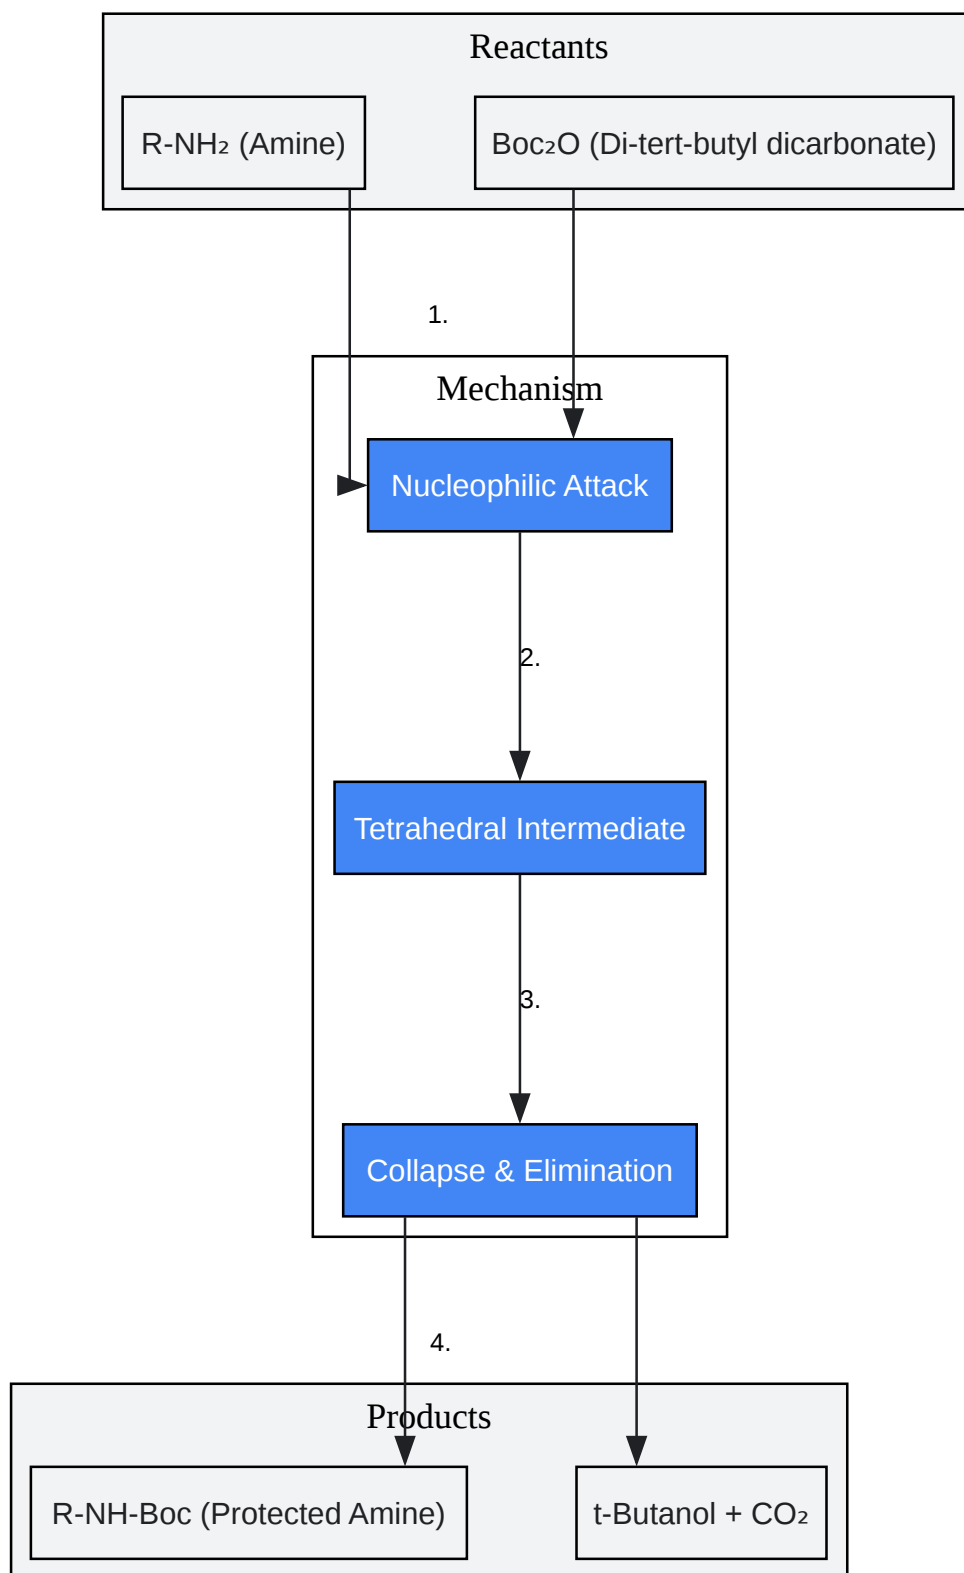 Reactants
R-NH₂ (Amine)
Boc₂O (Di-tert-butyl dicarbonate)
1.
Mechanism
Nucleophilic Attack
2.
Tetrahedral Intermediate
3.
Collapse & Elimination
4.
Products
R-NH-Boc (Protected Amine)
t-Butanol + CO₂